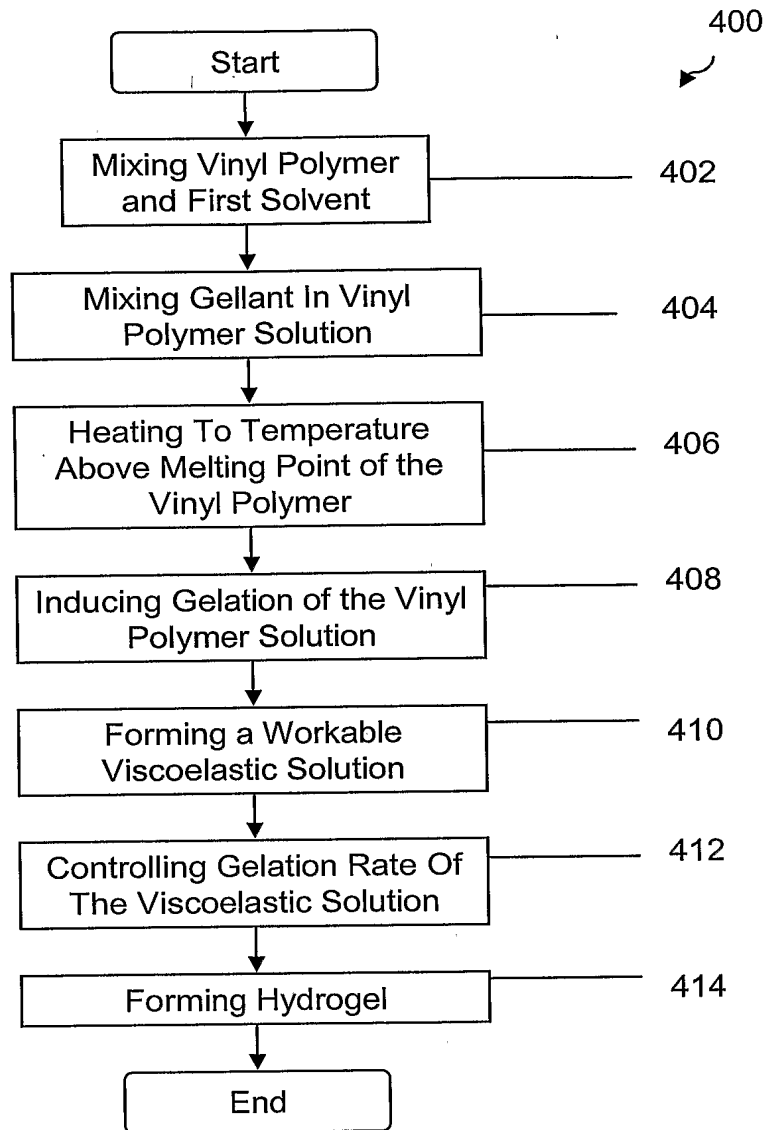 400
Start
Mixing Vinyl Polymer
and First Solvent
402
Mixing Gellant In Vinyl
Polymer Solution
404
Heating To Temperature
Above Melting Point of the
Vinyl Polymer
406
Inducing Gelation of the Vinyl
Polymer Solution
408
Forming a Workable
Viscoelastic Solution
410
Controlling Gelation Rate Of
The Viscoelastic Solution
412
Forming Hydrogel
414
End